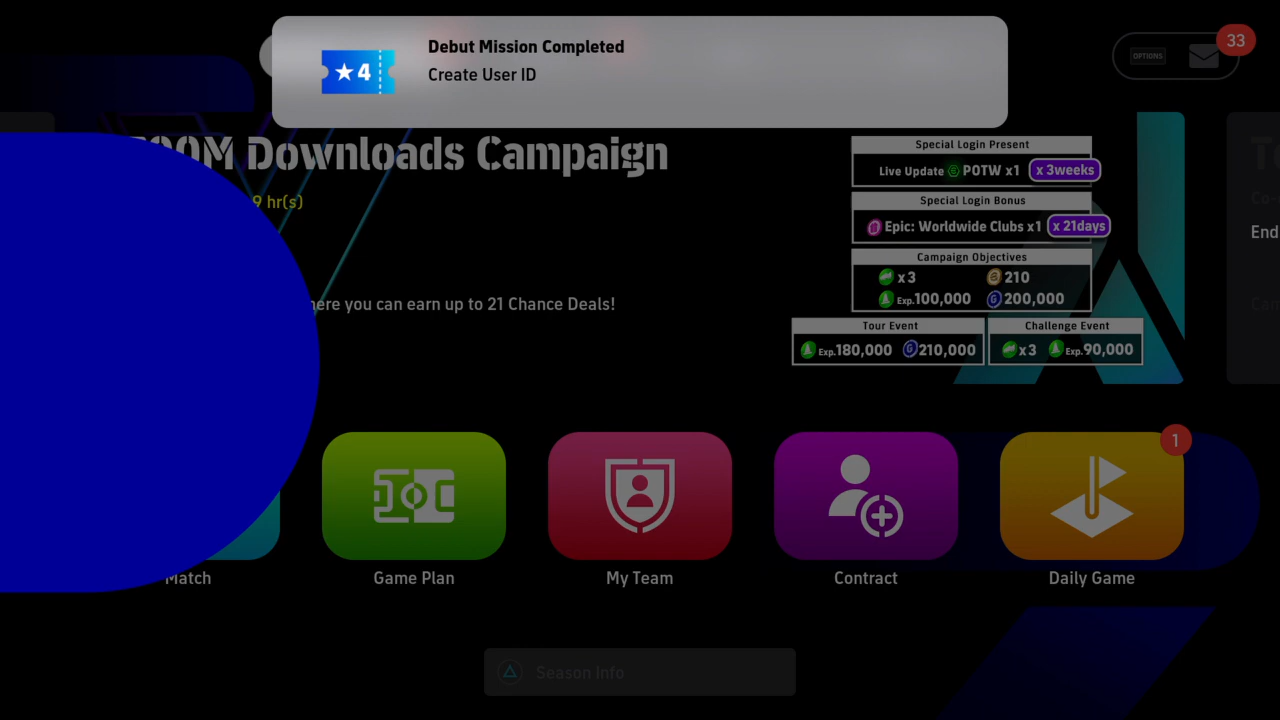 Debut Mission Completed
★4
Create User ID
33
OPTIONS
Downloads Campaign
9 hr(s)
here you can earn up to 21 Chance Deals!
Special Login Present
Live Update POTW x1 x 3weeks
Special Login Bonus
Epic: Worldwide Clubs x1 x 21days
Campaign Objectives
x3 210
Exp.100,000 200,000
Tour Event
Exp.180,000 210,000
Challenge Event
x3 Exp.90,000
End
1
Match
Game Plan
My Team
Contract
Daily Game
Season Info